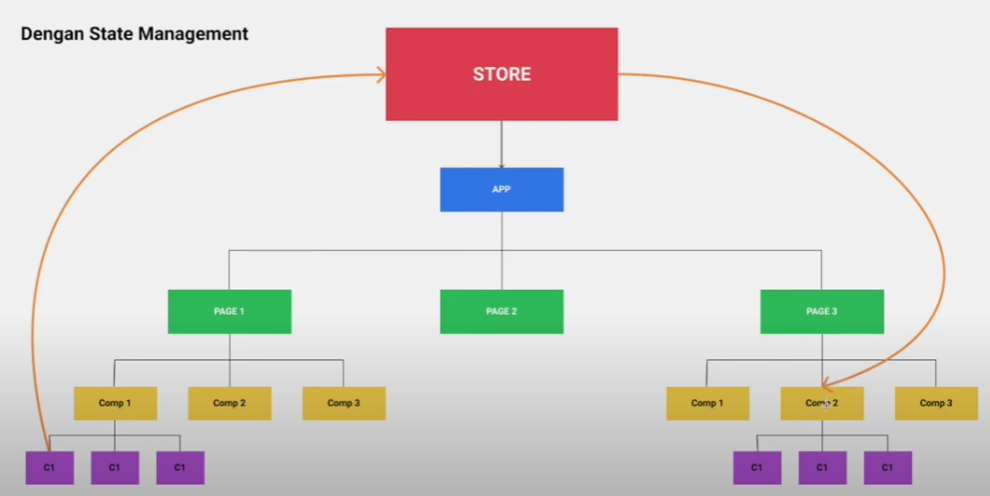 Dengan State Management
STORE
APP
PAGE 1
PAGE 2
PAGE 3
Comp 1
Comp 2
Comp 3
Comp 1
Comp 2
Comp 3
C1
C1
C1
C1
C1
C1